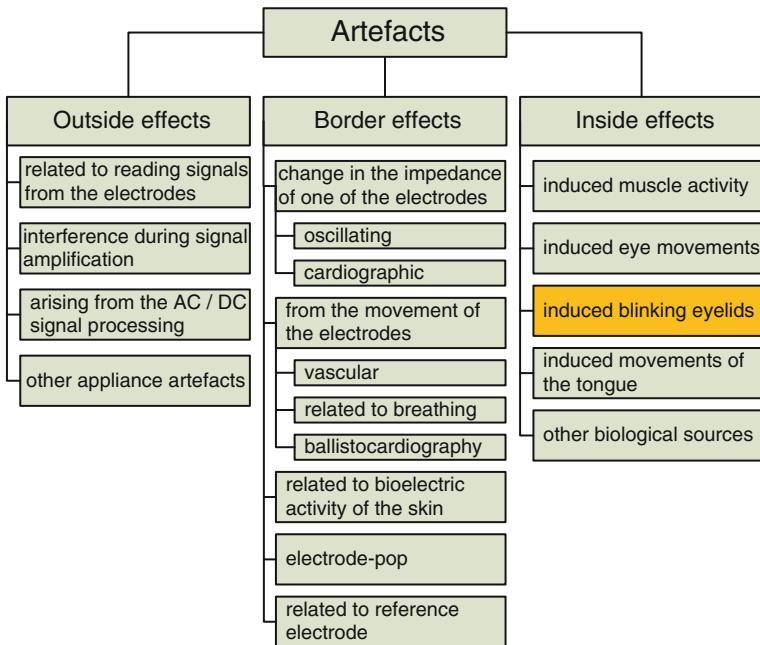 Artefacts
Outside effects
related to reading signals
from the electrodes
interference during signal
amplification
arising from the AC / DC
signal processing
other appliance artefacts
Border effects
change in the impedance
of one of the electrodes
oscillating
cardiographic
from the movement of
the electrodes
vascular
related to breathing
ballistocardiography
related to bioelectric
activity of the skin
electrode-pop
related to reference
electrode
Inside effects
induced muscle activity
induced eye movements
induced blinking eyelids
induced movements of
the tongue
other biological sources